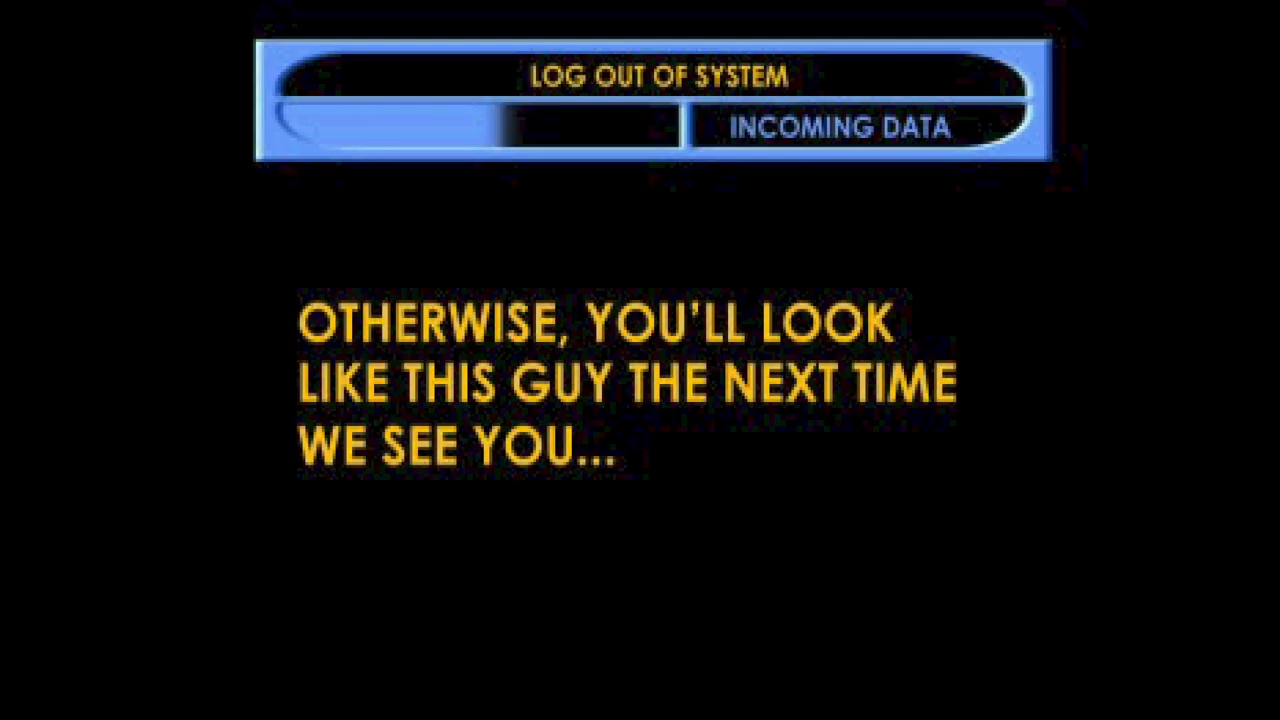 LOG OUT OF SYSTEM
INCOMING DATA
OTHERWISE, YOU'LL LOOK
LIKE THIS GUY THE NEXT TIME
WE SEE YOU...